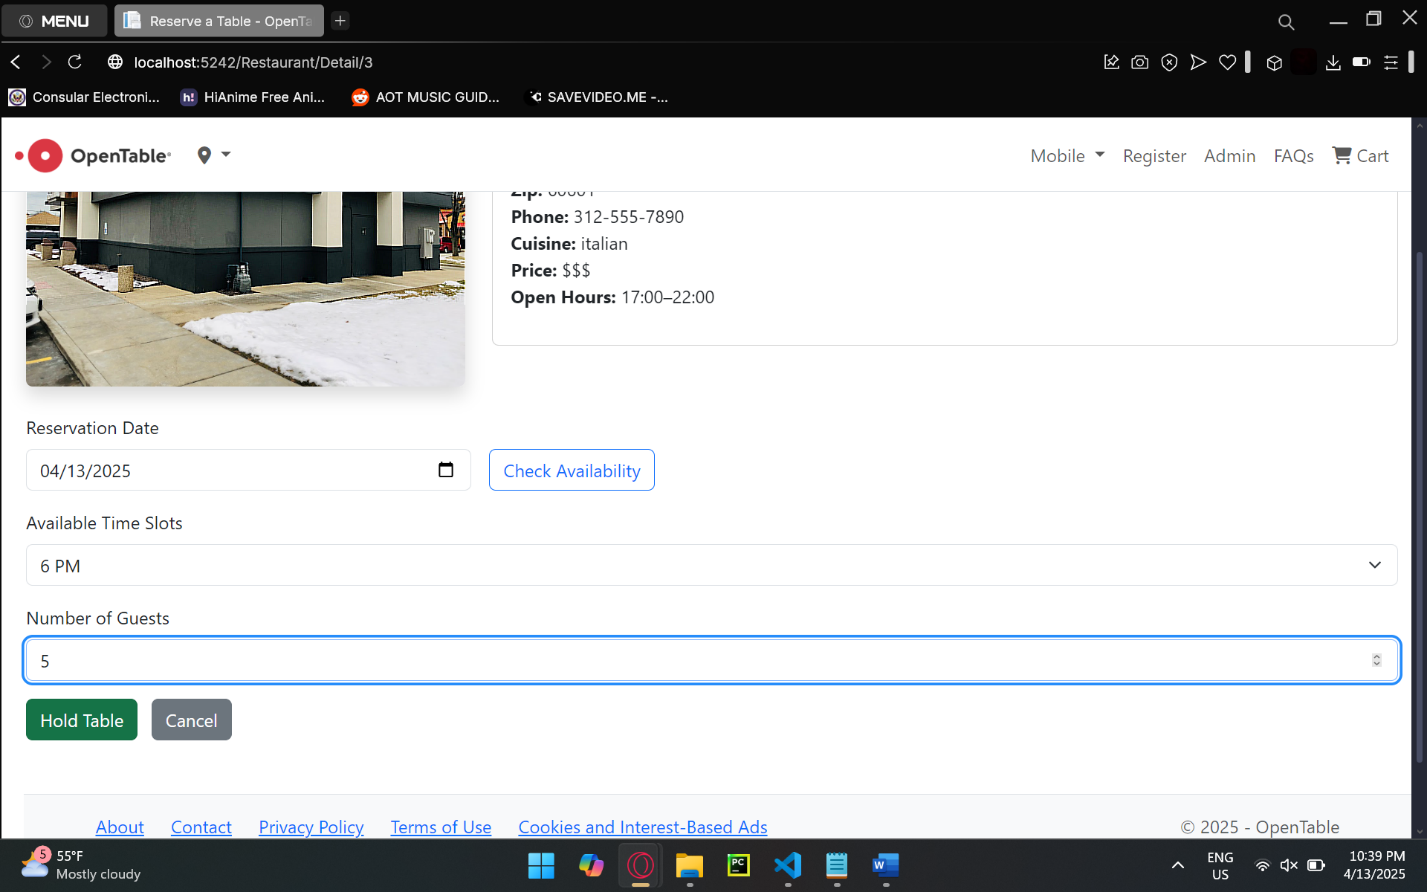 MENU
Reserve a Table - OpenTa
localhost:5242/Restaurant/Detail/3
Consular Electroni...
h!
HiAnime Free Ani...
AOT MUSIC GUID...
SAVEVIDEO.ME -...
OpenTable
Mobile
Register
Admin
FAQs
Cart
Zip: 60601
Phone: 312-555-7890
Cuisine: italian
Price: $$$
Open Hours: 17:00–22:00
Reservation Date
04/13/2025
Check Availability
Available Time Slots
6 PM
Number of Guests
5
Hold Table
Cancel
About
Contact
Privacy Policy
Terms of Use
Cookies and Interest-Based Ads
© 2025 - OpenTable
5
55°F
Mostly cloudy
PC
W
ENG
US
10:39 PM
4/13/2025